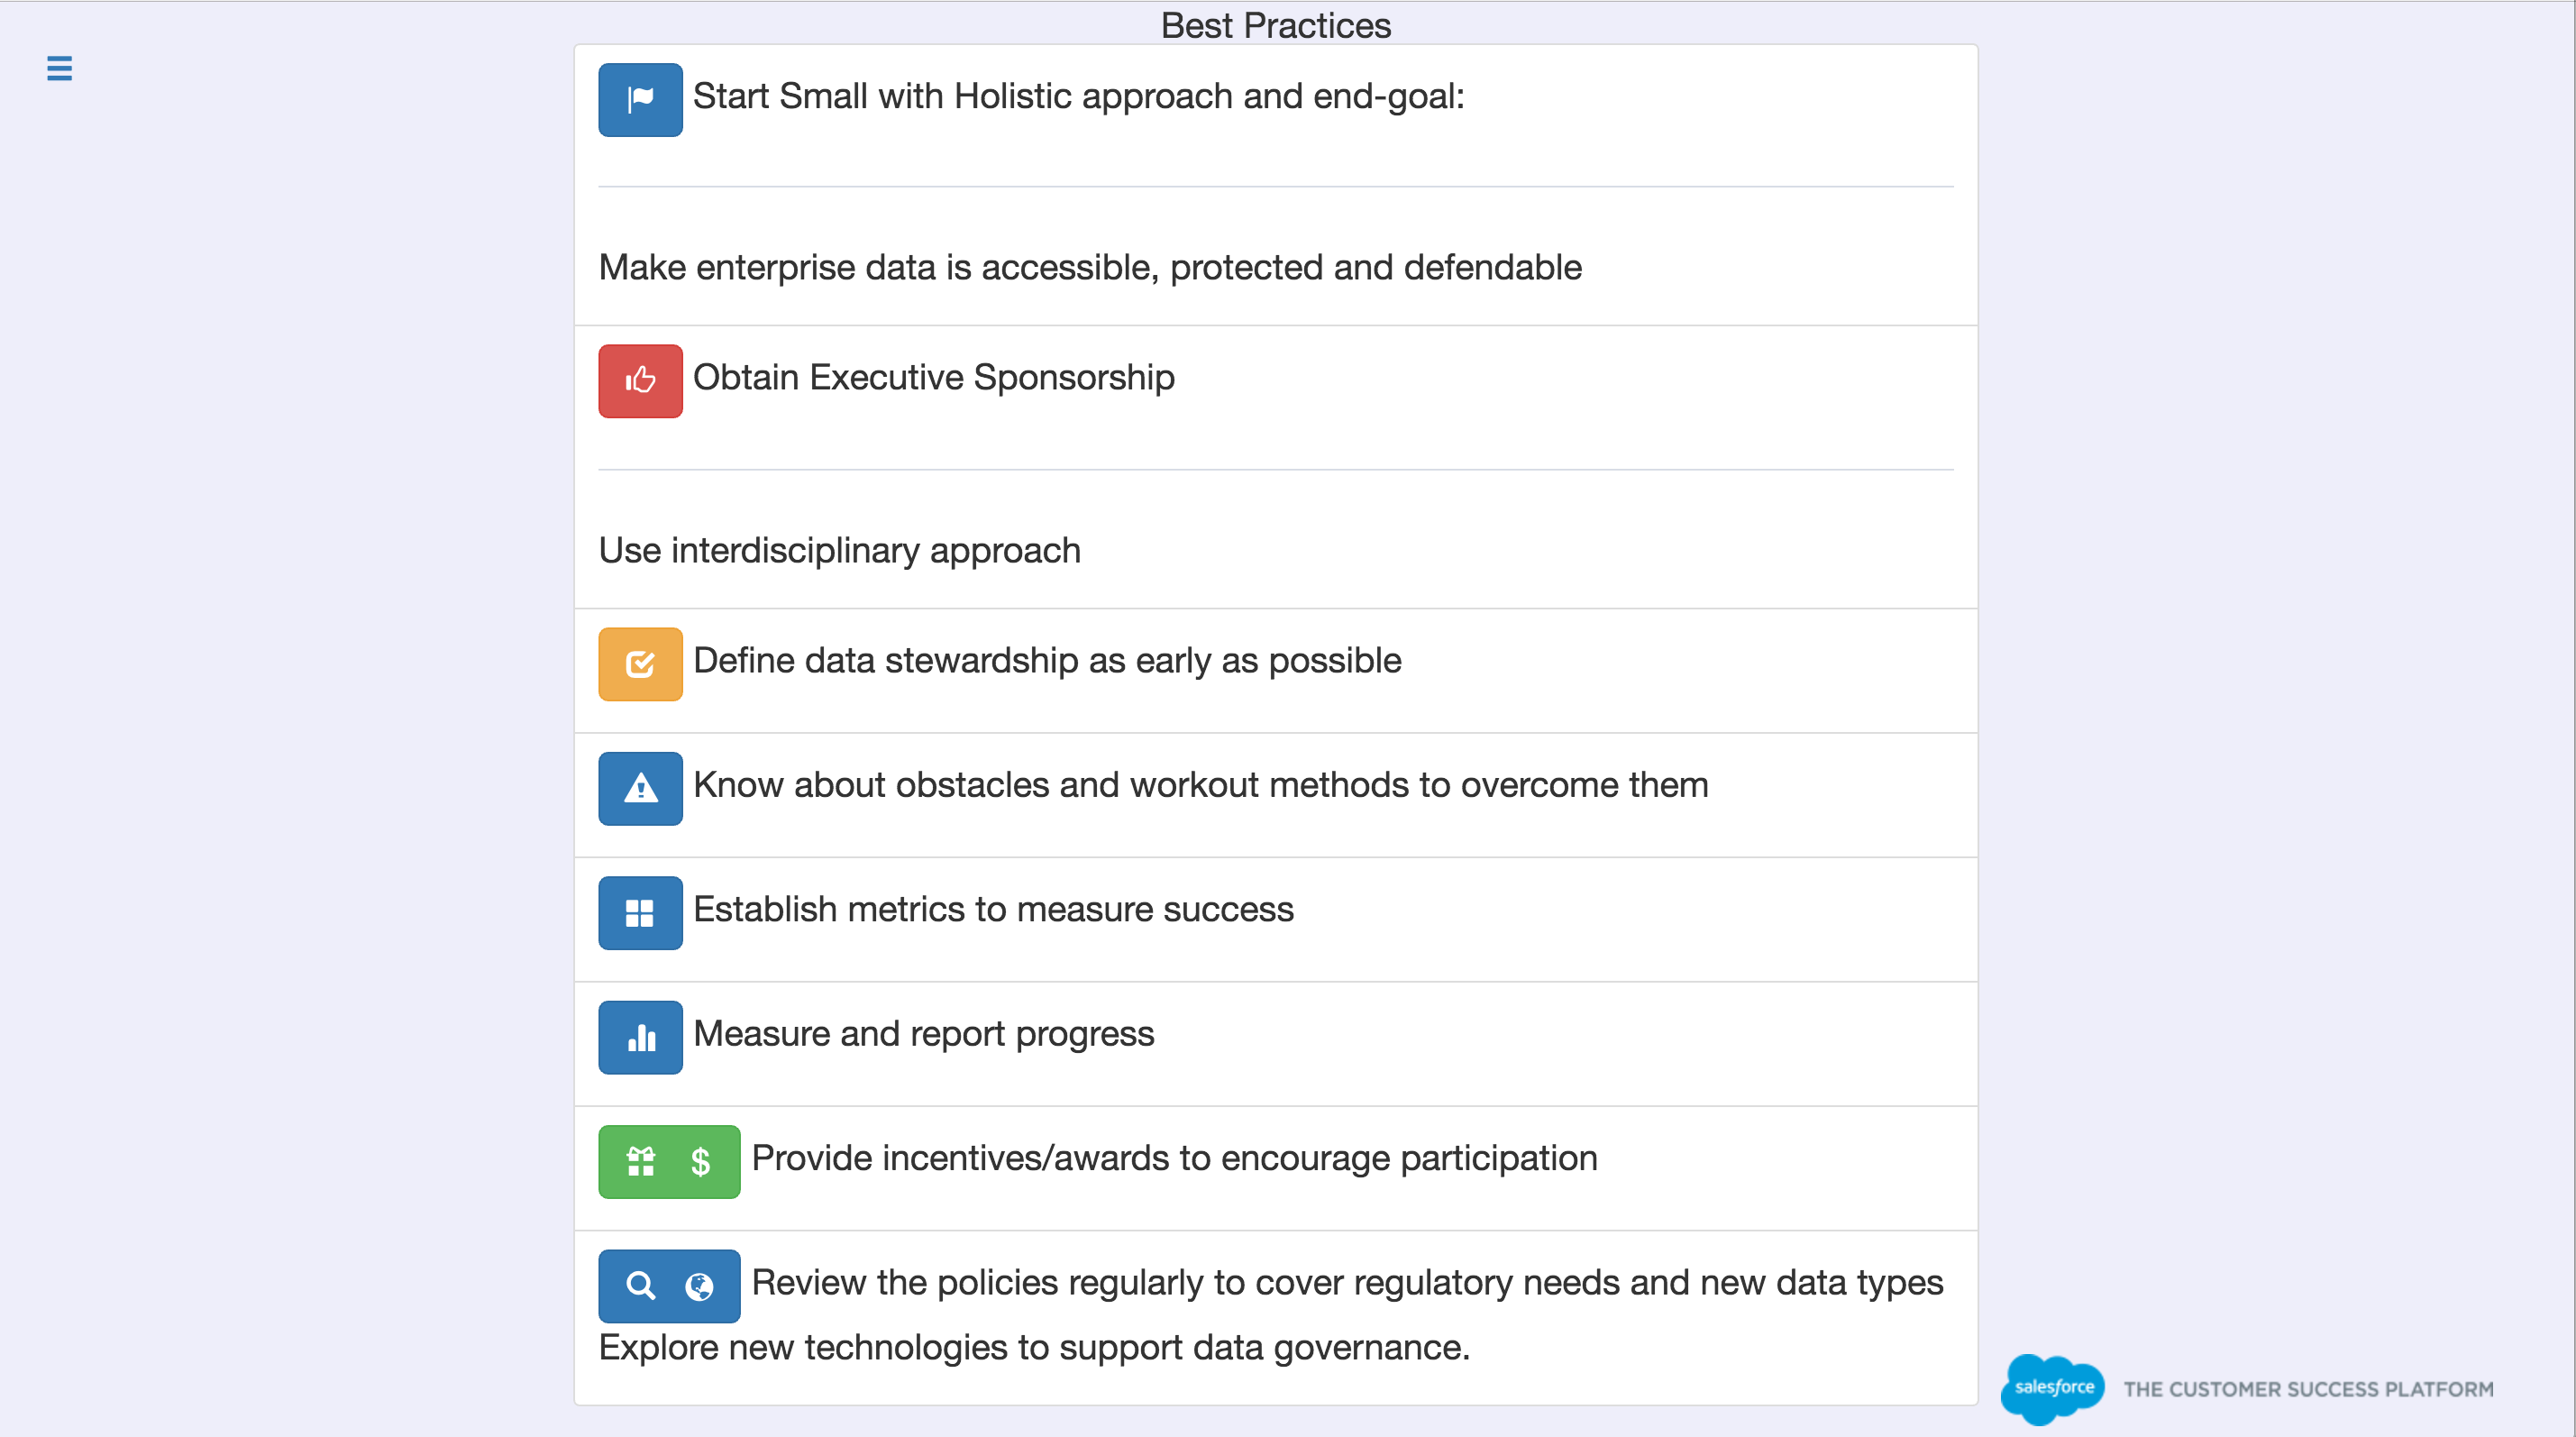 Best Practices
Start Small with Holistic approach and end-goal:
Make enterprise data is accessible, protected and defendable
Obtain Executive Sponsorship
Use interdisciplinary approach
Define data stewardship as early as possible
Know about obstacles and workout methods to overcome them
Establish metrics to measure success
Measure and report progress
$ Provide incentives/awards to encourage participation
Review the policies regularly to cover regulatory needs and new data types
Explore new technologies to support data governance.
salesforce THE CUSTOMER SUCCESS PLATFORM